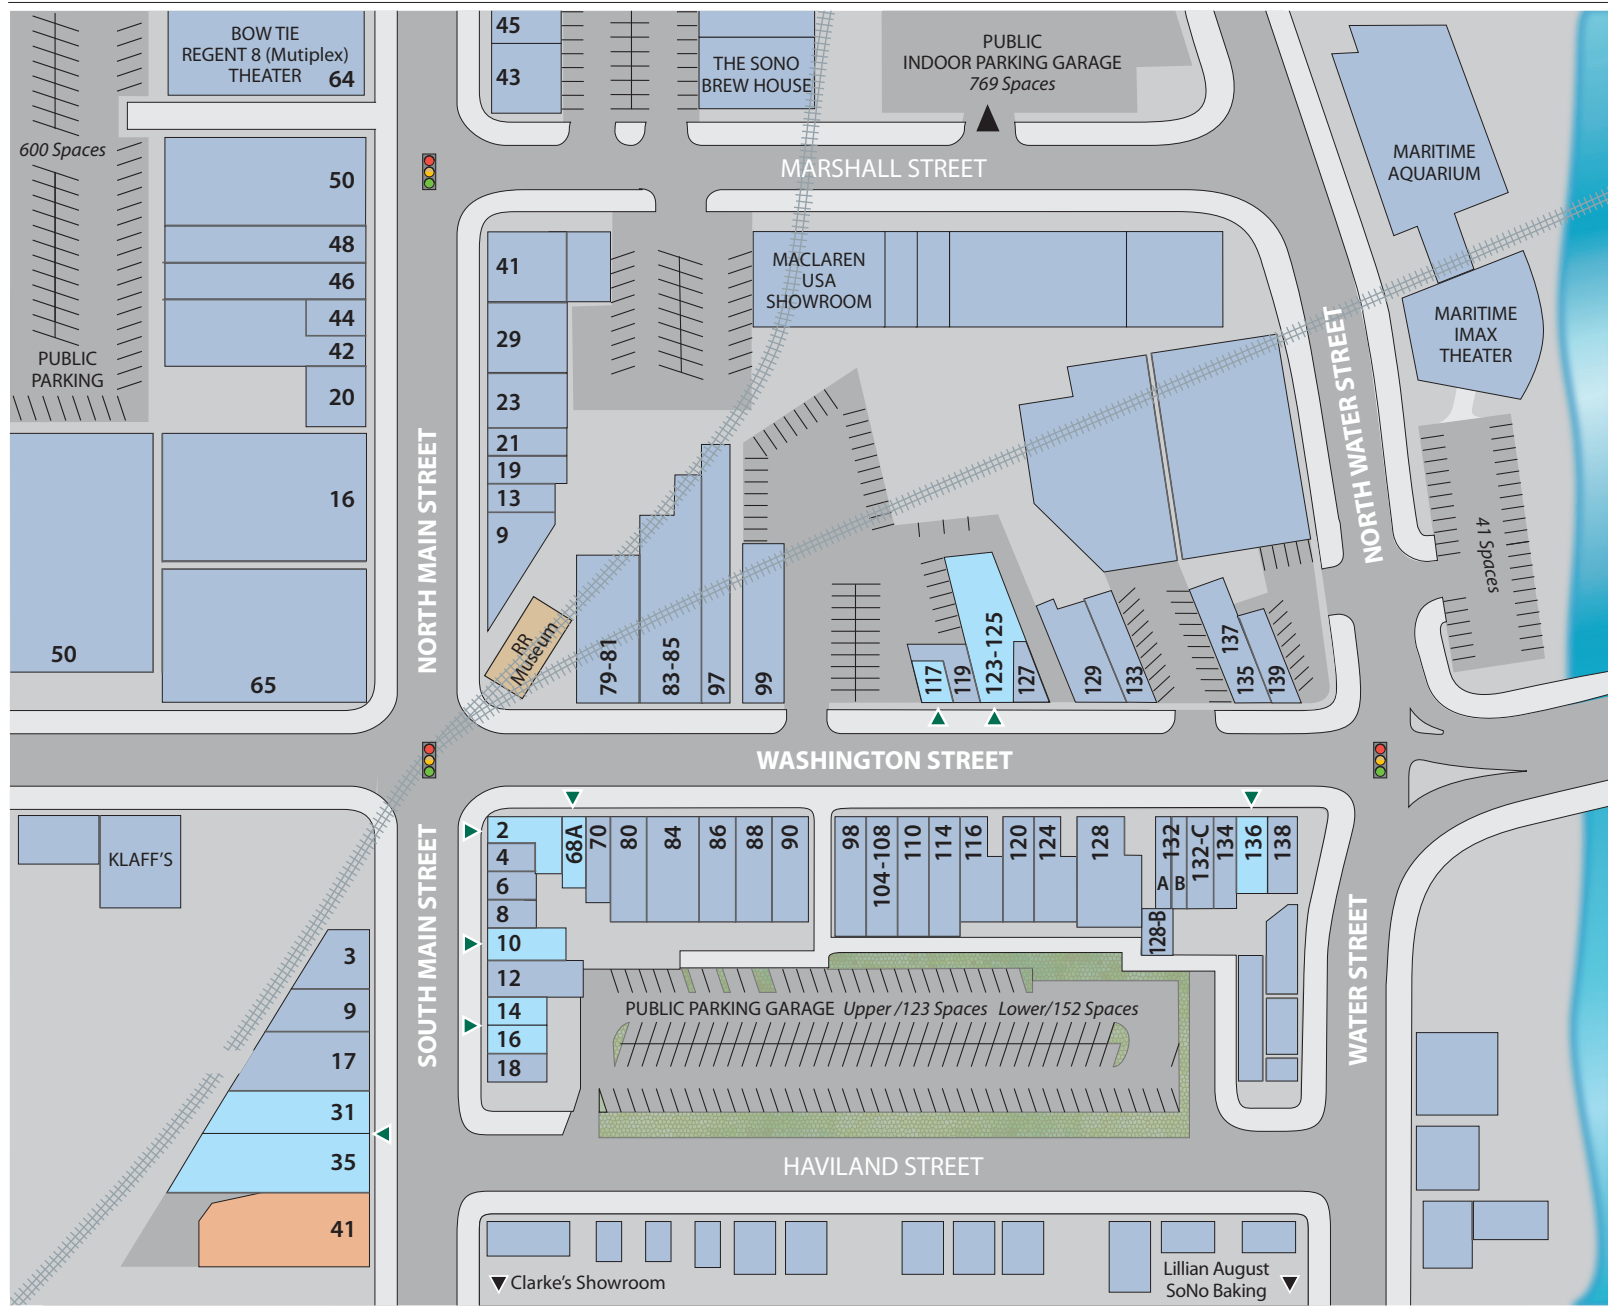 BOW TIE
REGENT 8 (Mutiplex)
THEATER 64
45
43
THE SONO
BREW HOUSE
PUBLIC
INDOOR PARKING GARAGE
769 Spaces
600 Spaces
MARSHALL STREET
MARITIME
AQUARIUM
50
48
46
44
42
20
PUBLIC
PARKING
41
29
23
21
19
13
9
MACLAREN
USA
SHOWROOM
MARITIME
IMAX
THEATER
NORTH WATER STREET
41 Spaces
NORTH MAIN STREET
16
50
65
RR
Museum
79-81
83-85
97
99
117
119
123-125
127
129
133
135
137
139
WASHINGTON STREET
KLAFF'S
SOUTH MAIN STREET
2
4
6
8
10
12
14
16
18
68A
70
80
84
86
88
90
98
104-108
110
114
116
120
124
128
128-B
132
A
B
132-C
134
136
138
3
9
17
31
35
41
PUBLIC PARKING GARAGE Upper /123 Spaces Lower/152 Spaces
WATER STREET
HAVILAND STREET
Clarke's Showroom
Lillian August
SoNo Baking